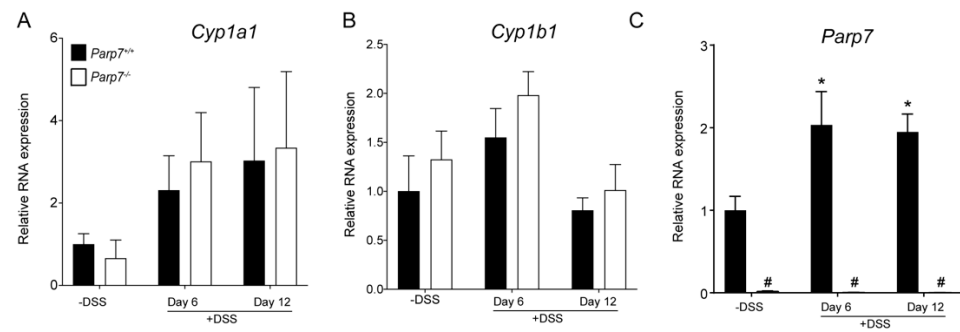 A
Cyp1a1
Relative RNA expression
6
4
2
0
Parp7+/+
Parp7-/-
-DSS
Day 6
Day 12
+DSS
B
Cyp1b1
Relative RNA expression
2.5
2.0
1.5
1.0
0.5
0.0
-DSS
Day 6
Day 12
+DSS
C
Parp7
Relative RNA expression
3
2
1
0
*
*
#
#
#
-DSS
Day 6
Day 12
+DSS